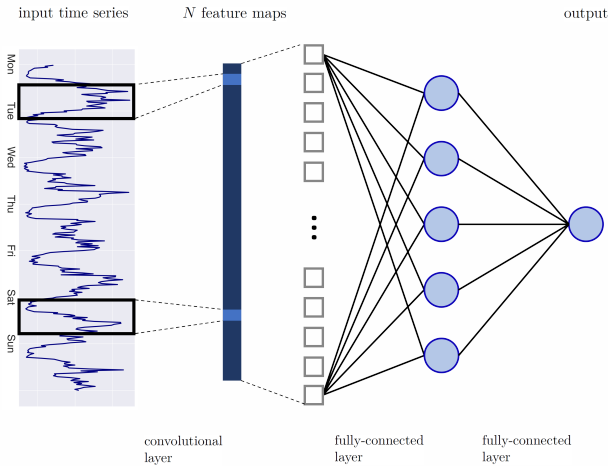 input time series
N feature maps
output
Mon
Tue
Wed
Thu
Fri
Sat
Sun
convolutional
layer
fully-connected
layer
fully-connected
layer